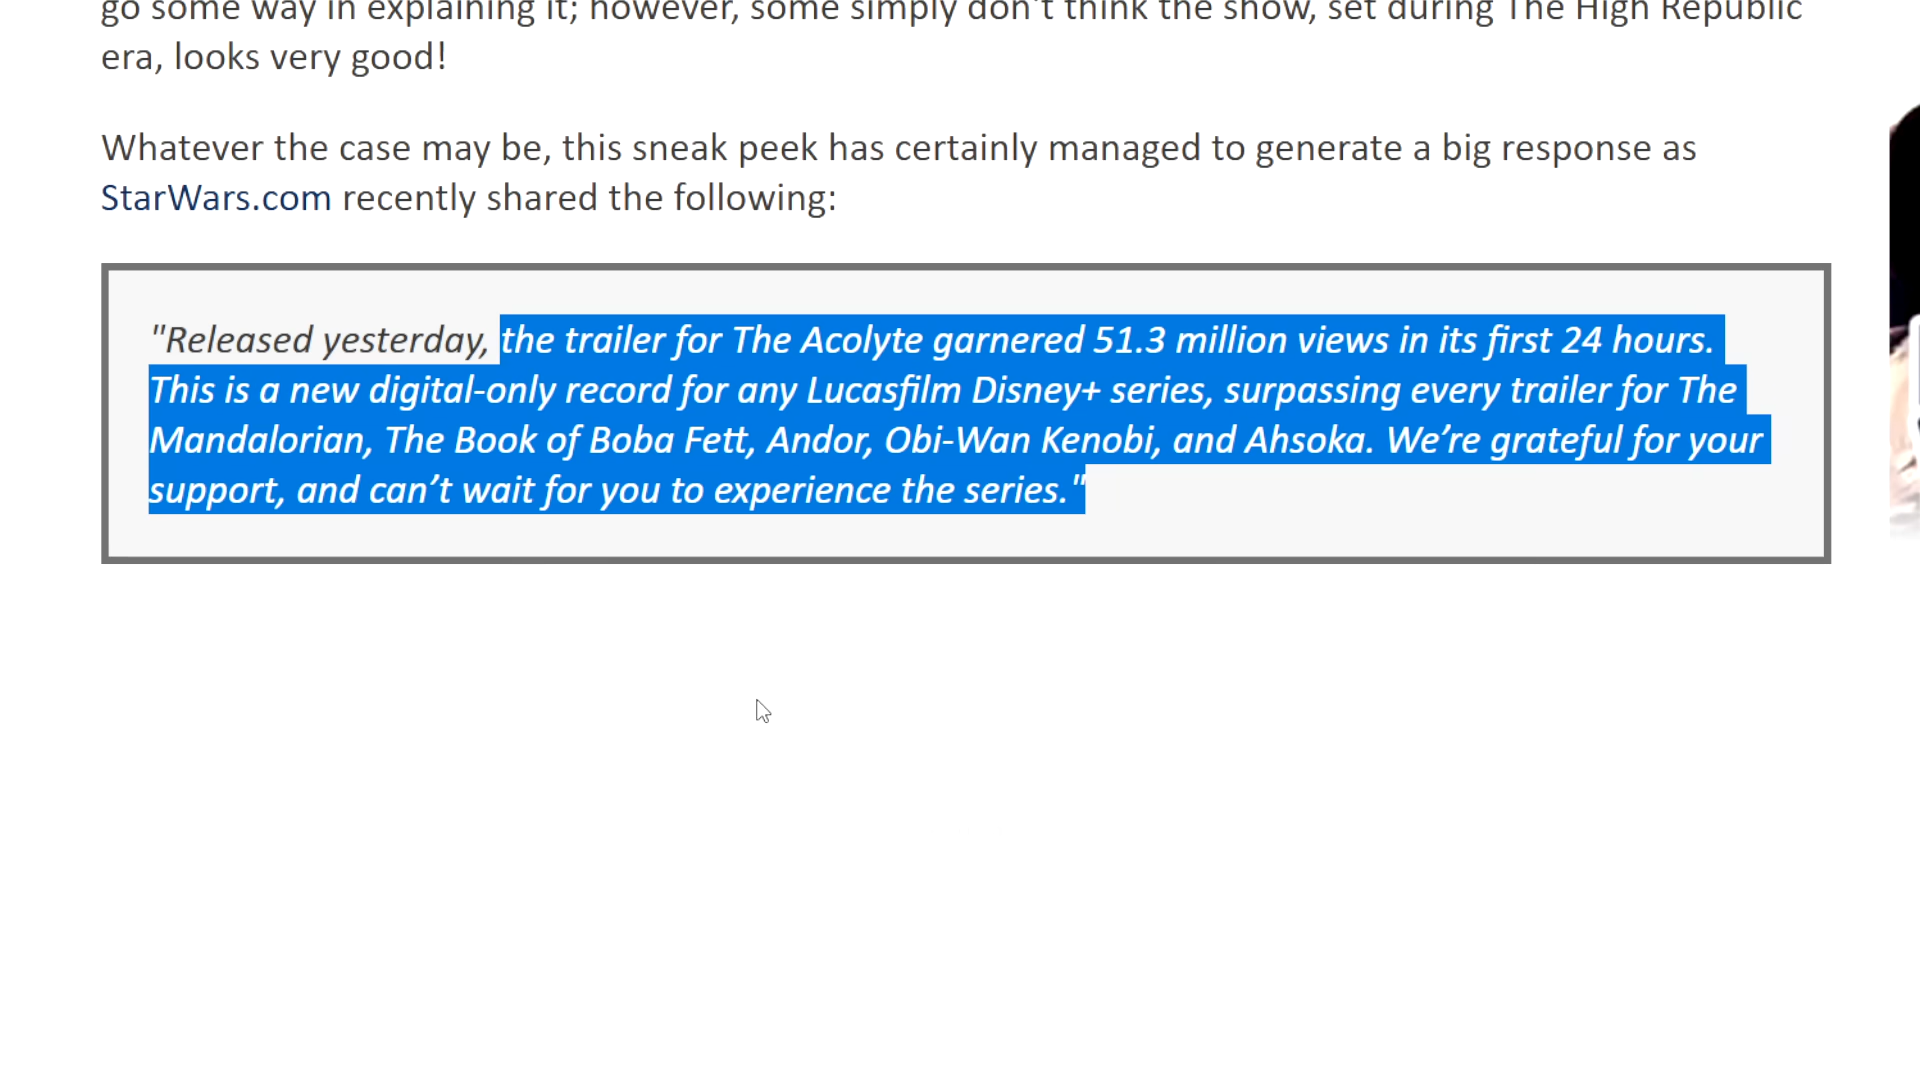 go some way in explaining it; however, some simply don't think the show, set during The High Republic
era, looks very good!
Whatever the case may be, this sneak peek has certainly managed to generate a big response as
StarWars.com recently shared the following:
"Released yesterday, the trailer for The Acolyte garnered 51.3 million views in its first 24 hours.
This is a new digital-only record for any Lucasfilm Disney+ series, surpassing every trailer for The
Mandalorian, The Book of Boba Fett, Andor, Obi-Wan Kenobi, and Ahsoka. We’re grateful for your
support, and can’t wait for you to experience the series."